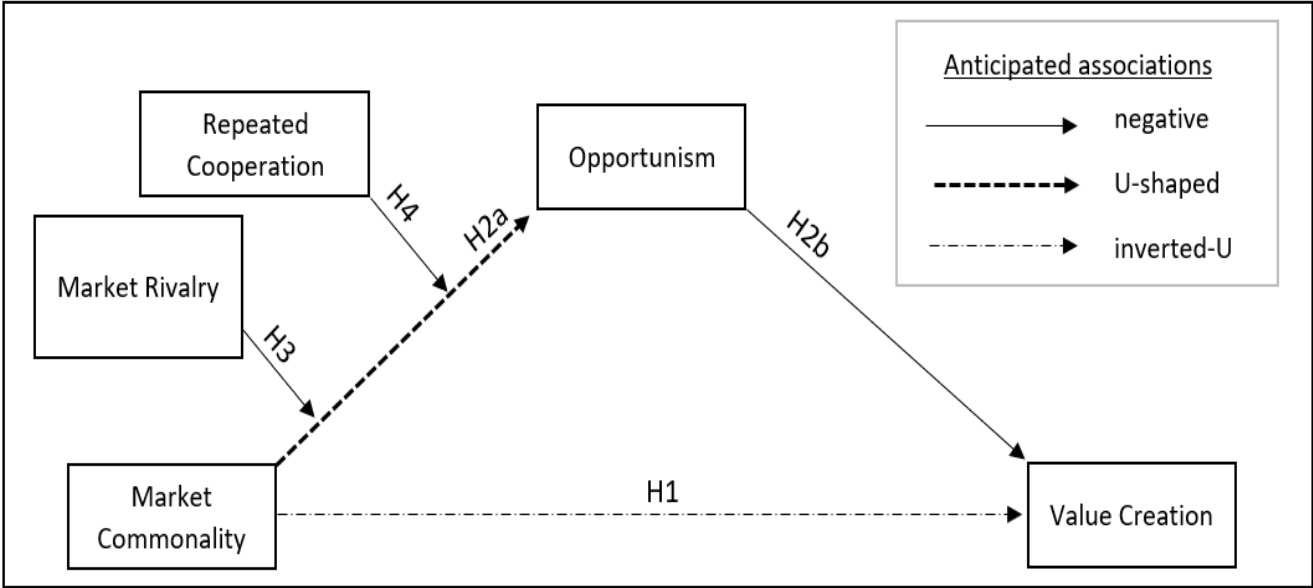 Anticipated associations
negative
U-shaped
inverted-U
Repeated
Cooperation
Opportunism
H4
H2a
H2b
Market Rivalry
H3
Market
Commonality
H1
Value Creation